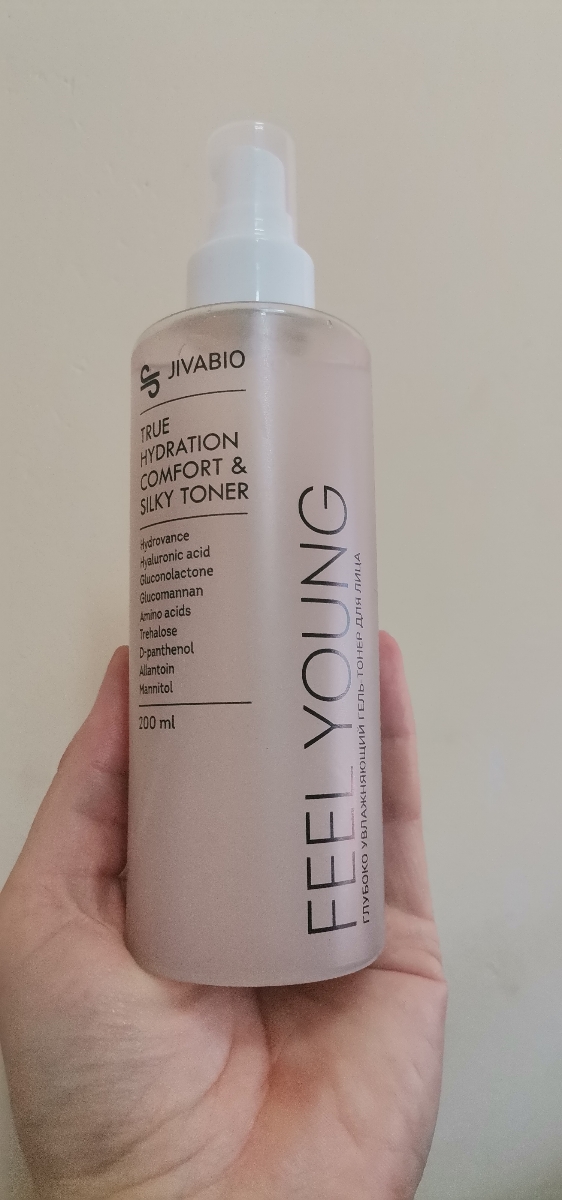 JIVABIO
TRUE
HYDRATION
COMFORT &
SILKY TONER
Hydrovance
Hyaluronic acid
Gluconolactone
Glucomannan
Amino acids
Trehalose
D-panthenol
Allantoin
Mannitol
200 ml
FEEL YOUNG
ГЛУБОКО УВЛАЖНЯЮЩИЙ ГЕЛЬ-ТОНЕР ДЛЯ ЛИЦА